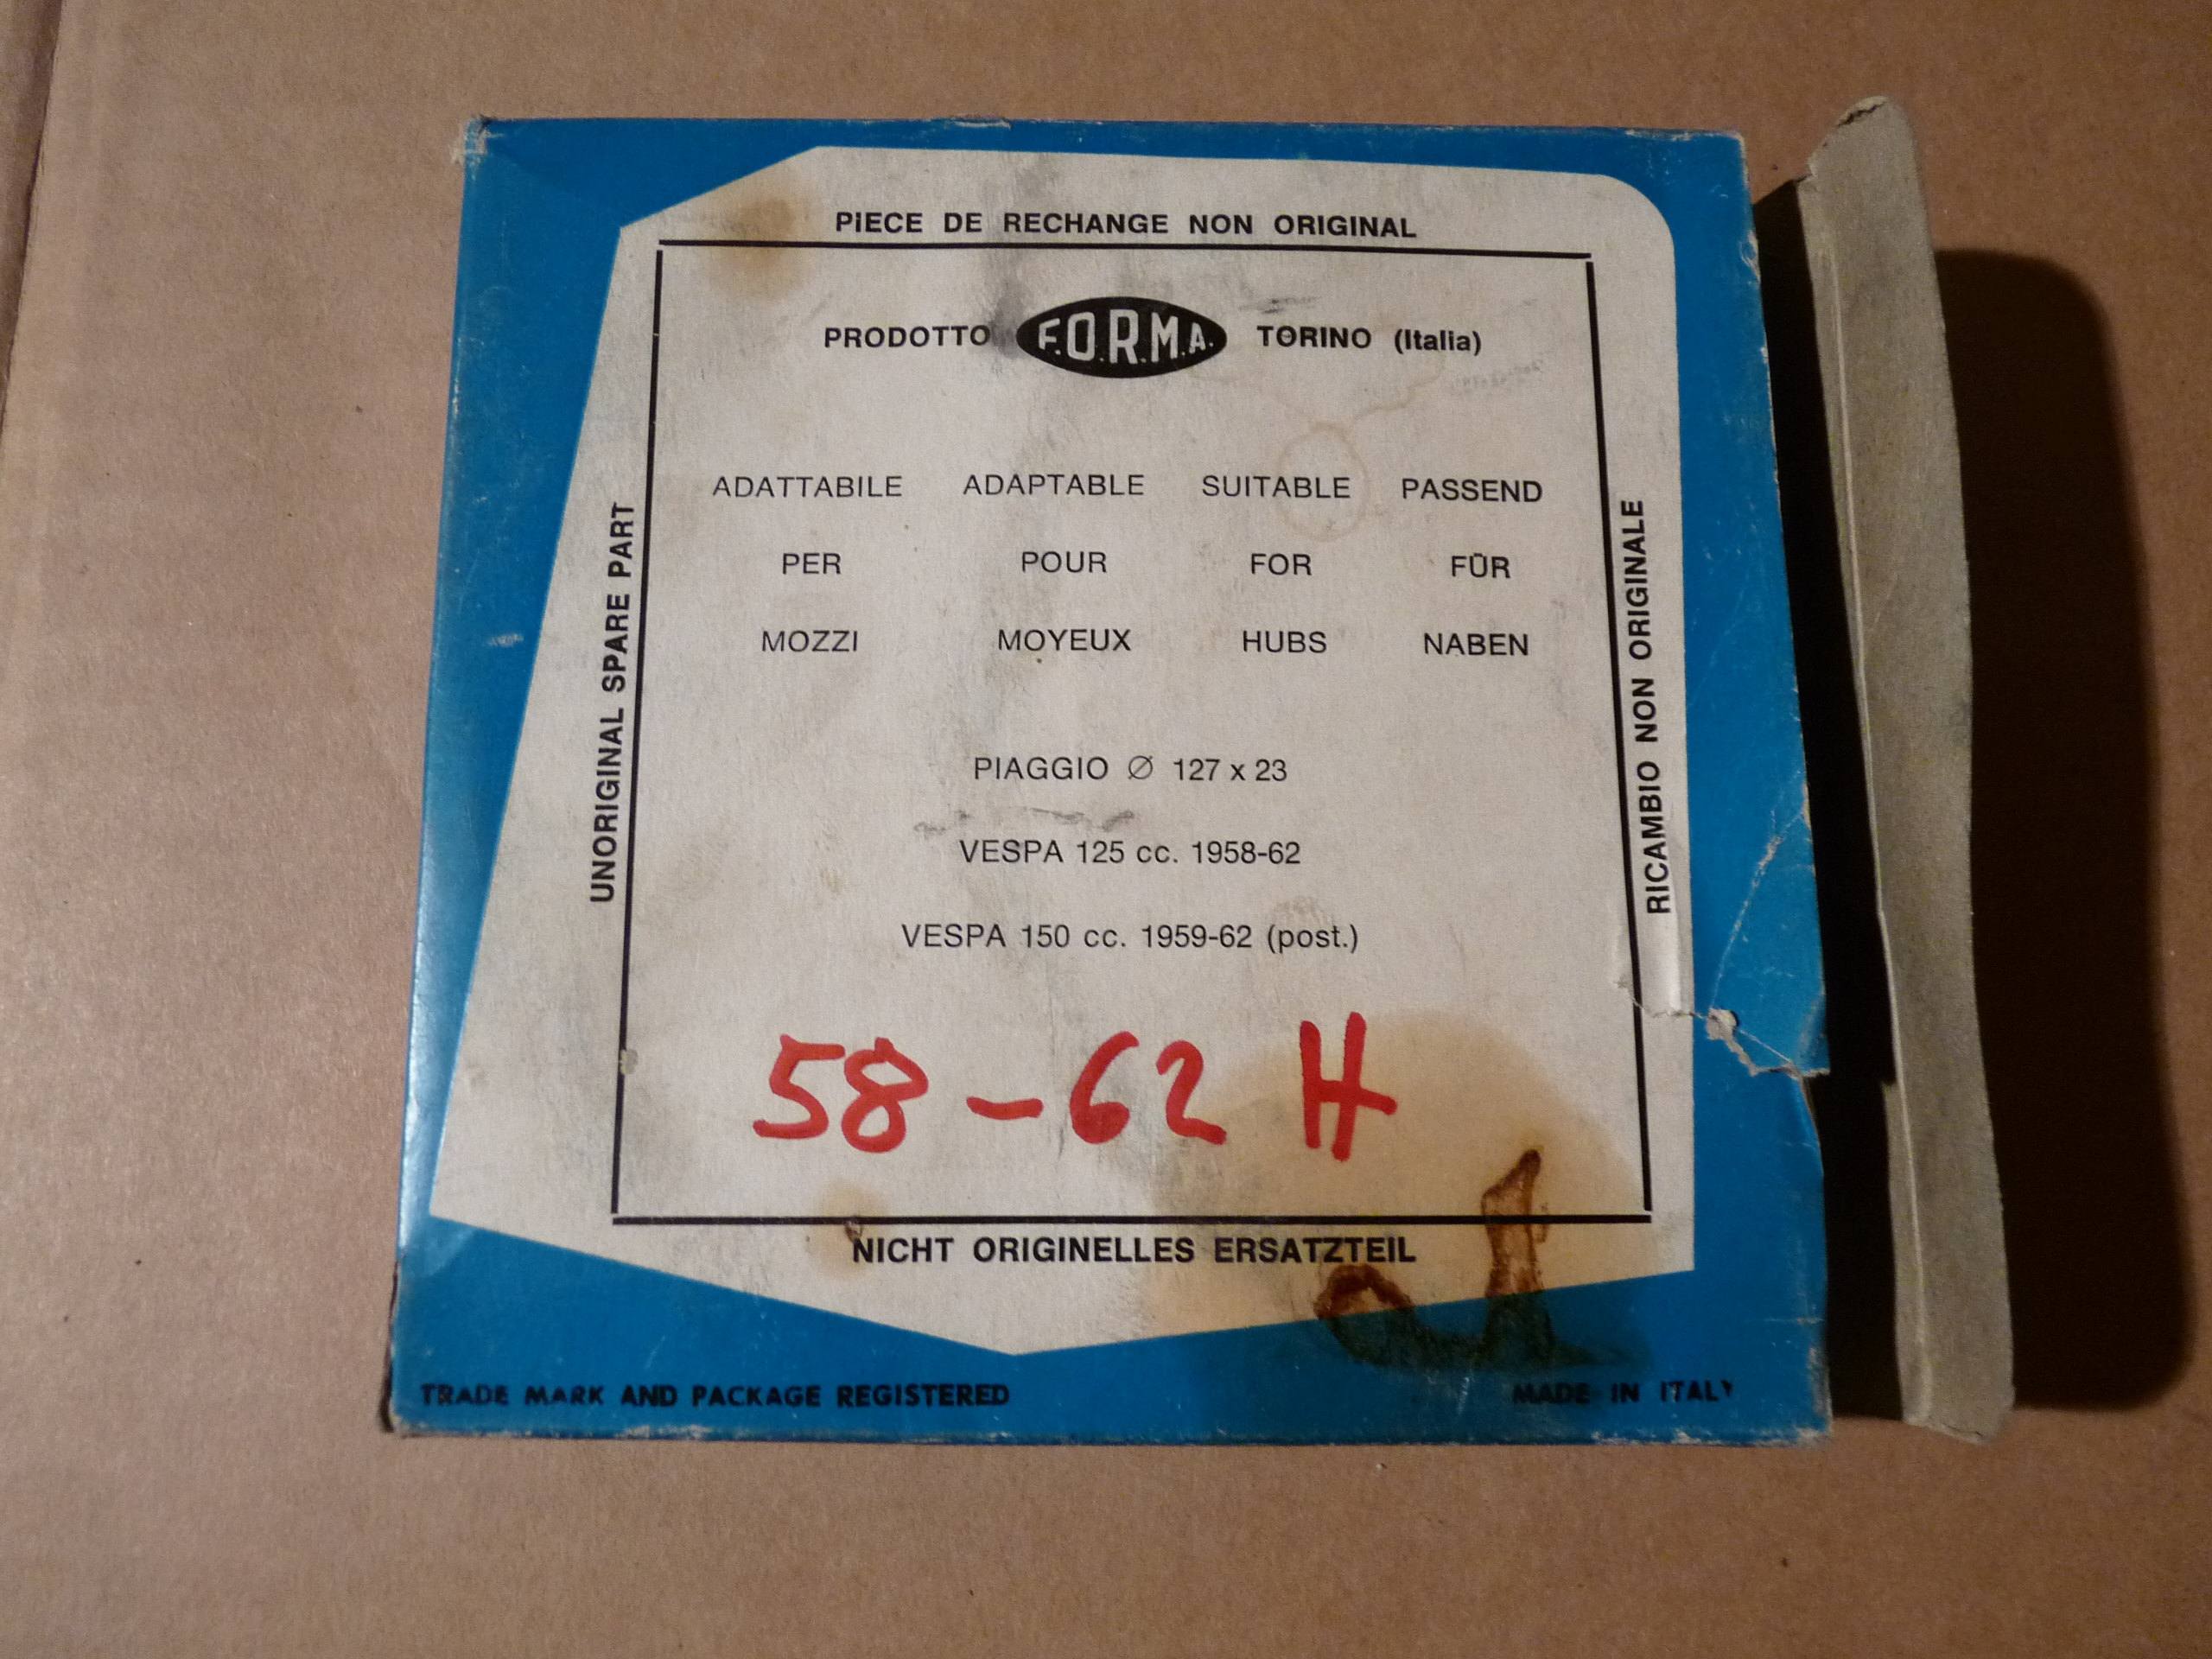 PIECE DE RECHANGE NON ORIGINAL
PRODOTTO F.O.R.M.A. TORINO (Italia)
ADATTABILE ADAPTABLE SUITABLE PASSEND
PER POUR FOR FÜR
MOZZI MOYEUX HUBS NABEN
UNORIGINAL SPARE PART
RICAMBIO NON ORIGINALE
PIAGGIO Ø 127 x 23
VESPA 125 cc. 1958-62
VESPA 150 cc. 1959-62 (post.)
58-62 H
NICHT ORIGINELLES ERSATZTEIL
TRADE MARK AND PACKAGE REGISTERED
MADE IN ITALY